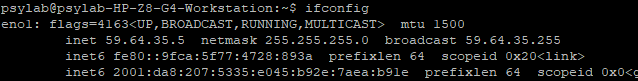 psylab@psylab-HP-Z8-G4-Workstation:~$ ifconfig
eno1: flags=4163<UP,BROADCAST,RUNNING,MULTICAST>  mtu 1500
        inet 59.64.35.5  netmask 255.255.255.0  broadcast 59.64.35.255
        inet6 fe80::9fca:5f77:4728:893a  prefixlen 64  scopeid 0x20<link>
        inet6 2001:da8:207:5335:e045:b92e:7aea:b91e  prefixlen 64  scopeid 0x0<g